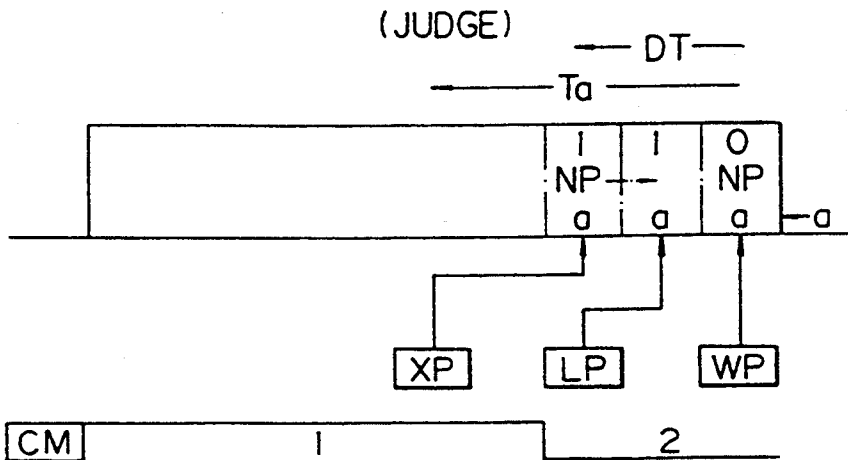 (JUDGE)
DT
Ta
1 1 0
NP NP
a a a a
XP LP WP
CM 1 2